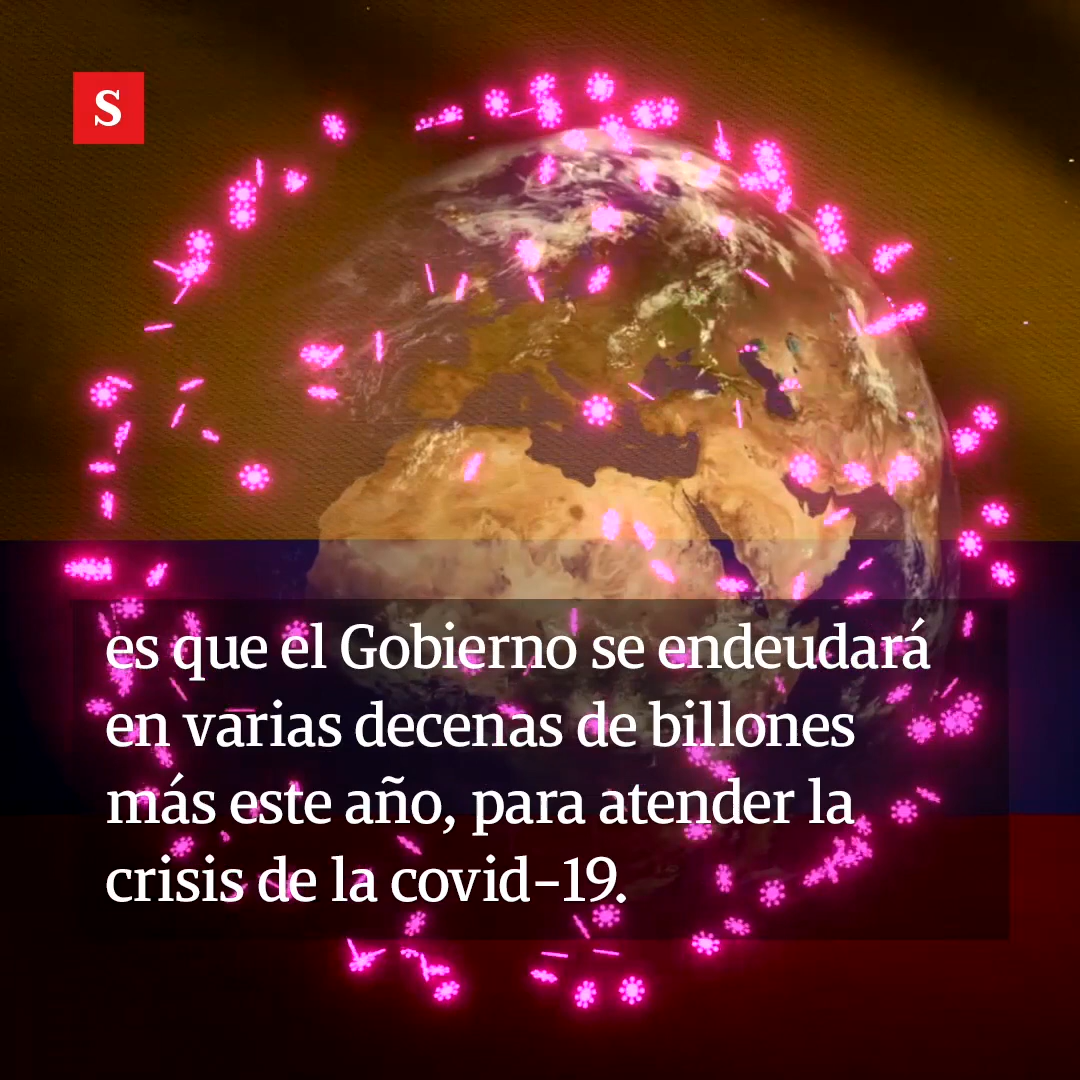 S
es que el Gobierno se endeudará
en varias decenas de billones
más este año, para atender la
crisis de la covid-19.